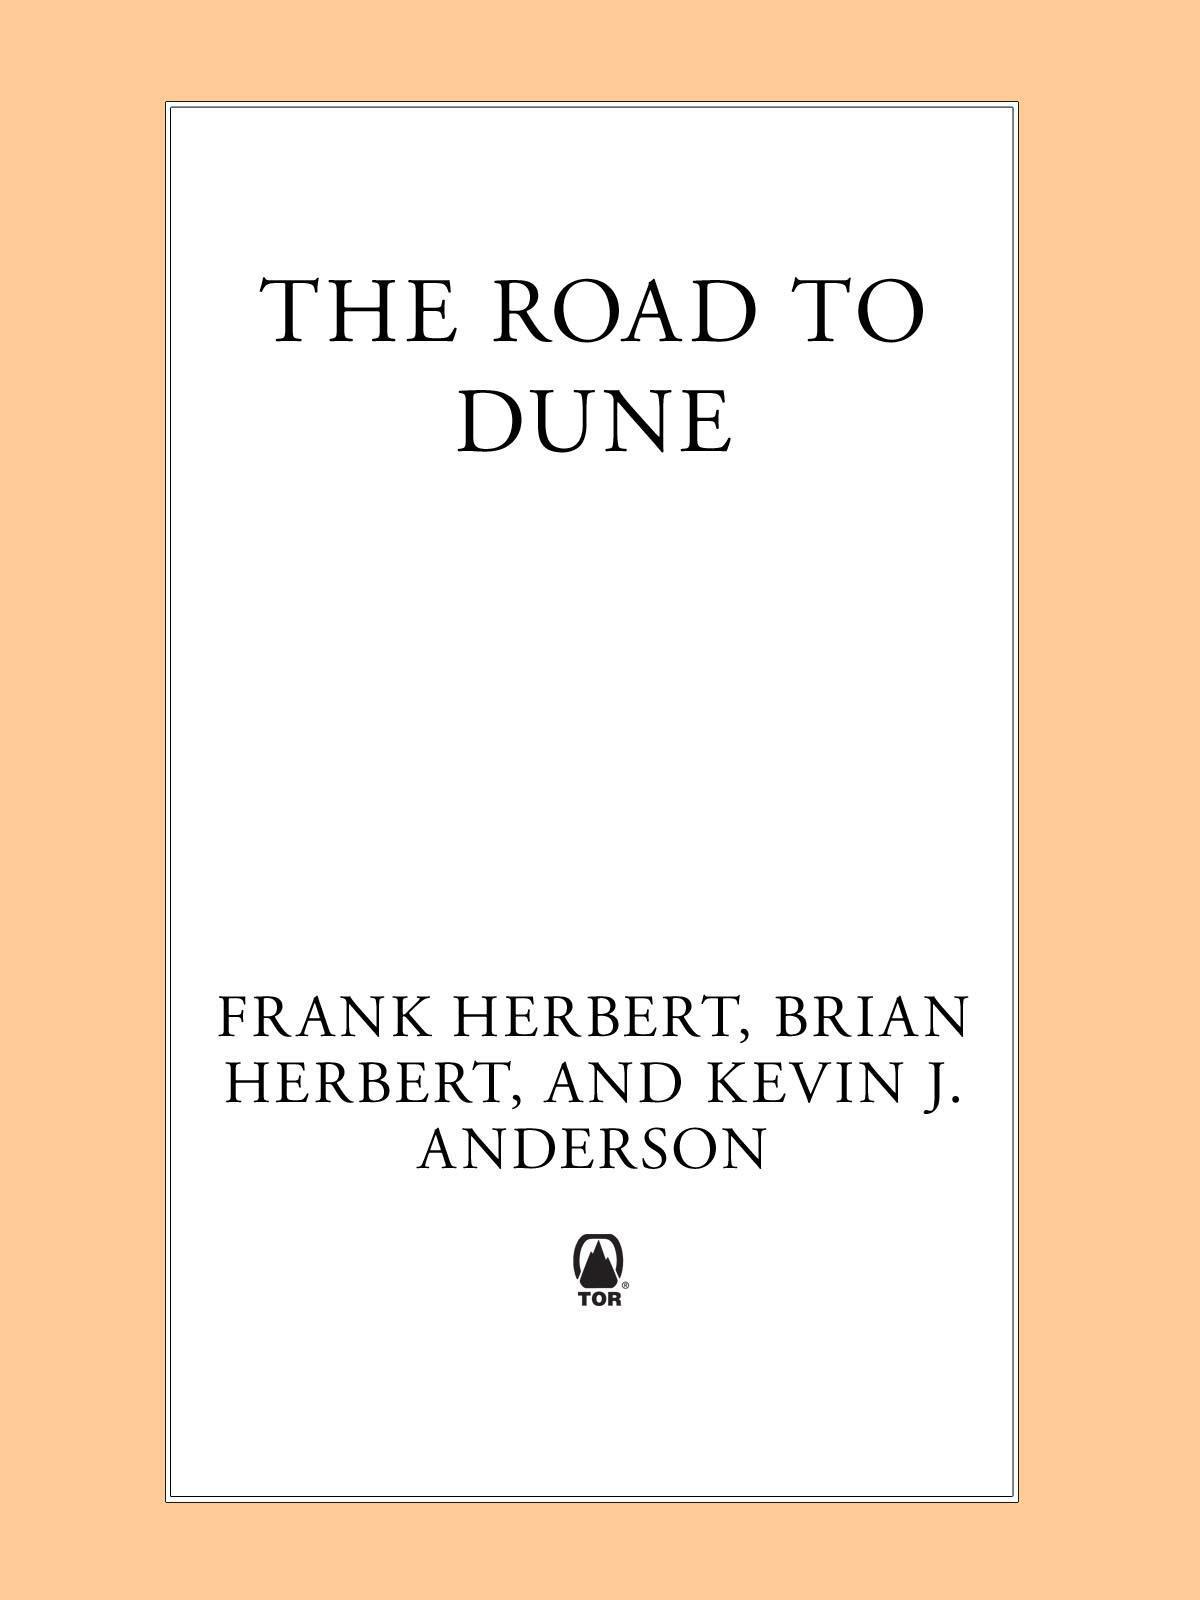 THE ROAD TO
DUNE
FRANK HERBERT, BRIAN
HERBERT, AND KEVIN J.
ANDERSON
TOR®